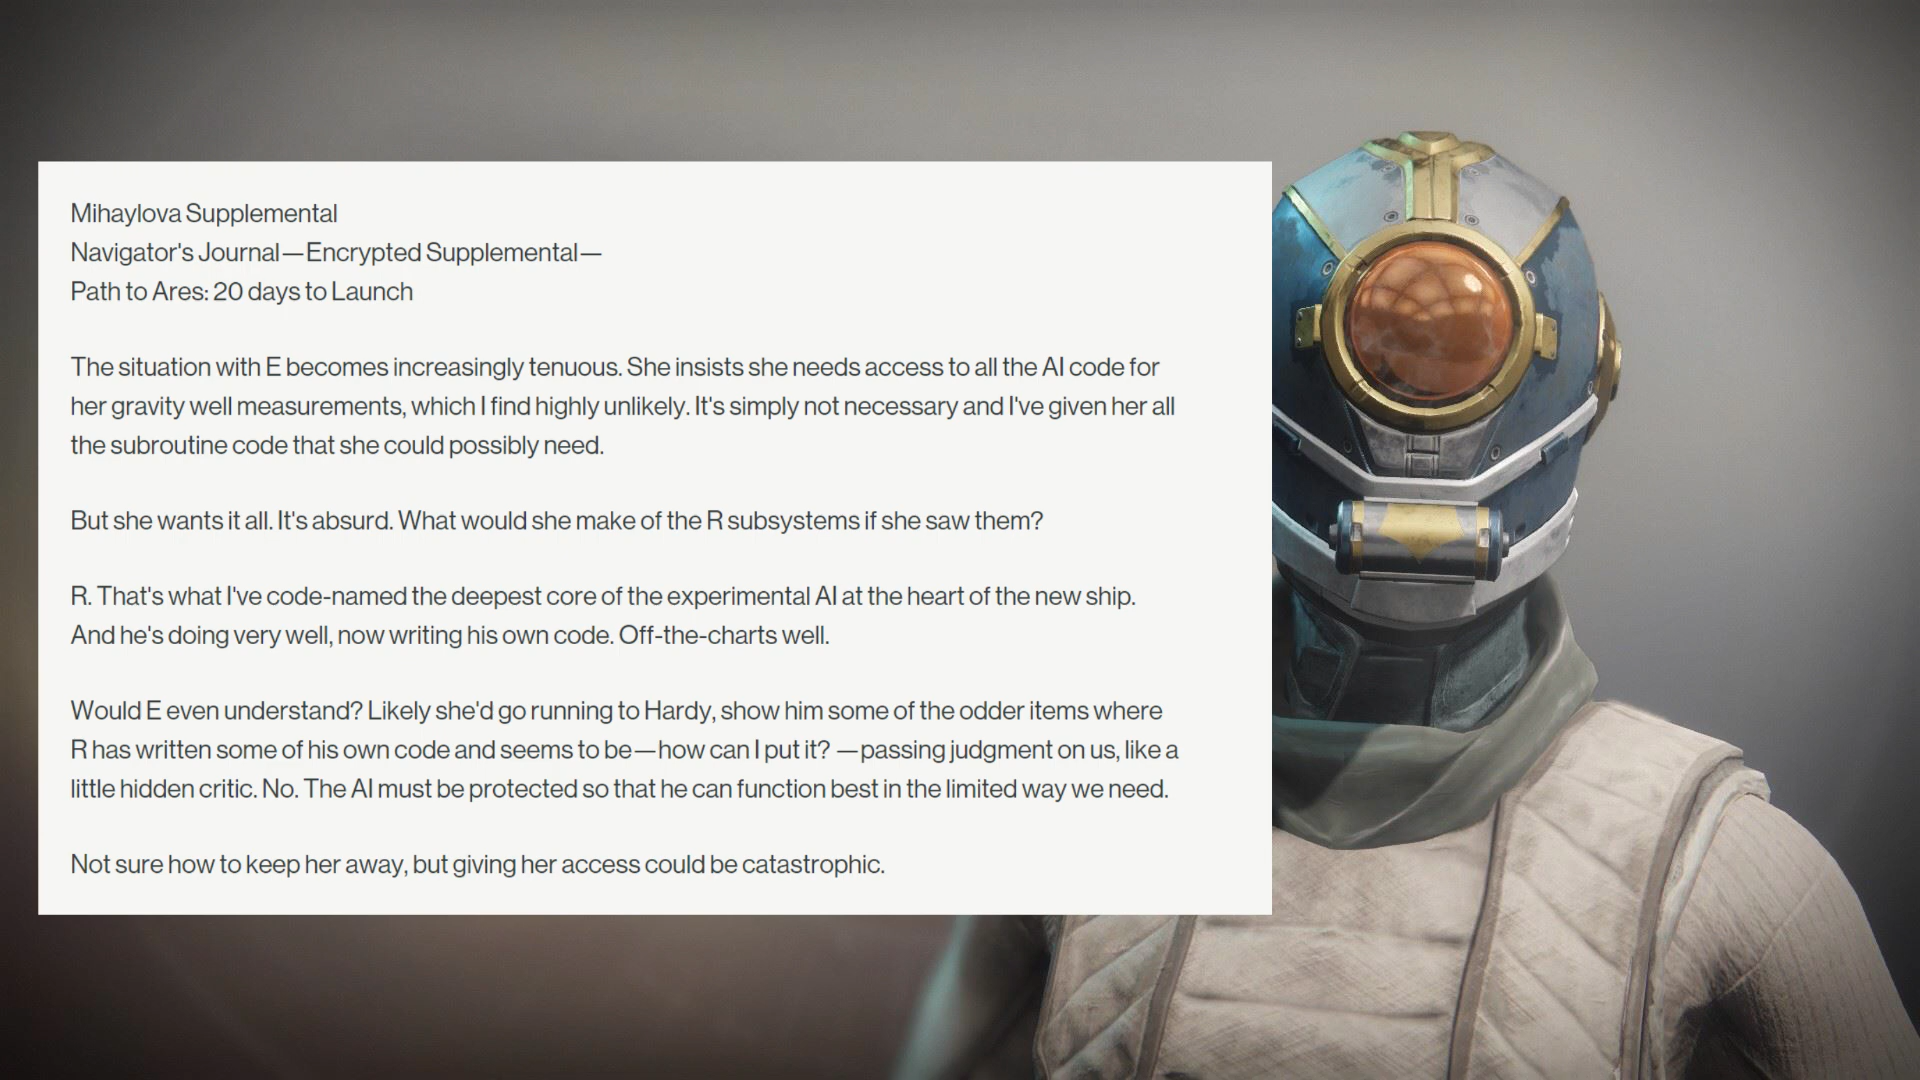 Mihaylova Supplemental
Navigator's Journal—Encrypted Supplemental—
Path to Ares: 20 days to Launch
The situation with E becomes increasingly tenuous. She insists she needs access to all the AI code for
her gravity well measurements, which I find highly unlikely. It's simply not necessary and I've given her all
the subroutine code that she could possibly need.
But she wants it all. It's absurd. What would she make of the R subsystems if she saw them?
R. That's what I've code-named the deepest core of the experimental AI at the heart of the new ship.
And he's doing very well, now writing his own code. Off-the-charts well.
Would E even understand? Likely she'd go running to Hardy, show him some of the odder items where
R has written some of his own code and seems to be—how can I put it? —passing judgment on us, like a
little hidden critic. No. The AI must be protected so that he can function best in the limited way we need.
Not sure how to keep her away, but giving her access could be catastrophic.